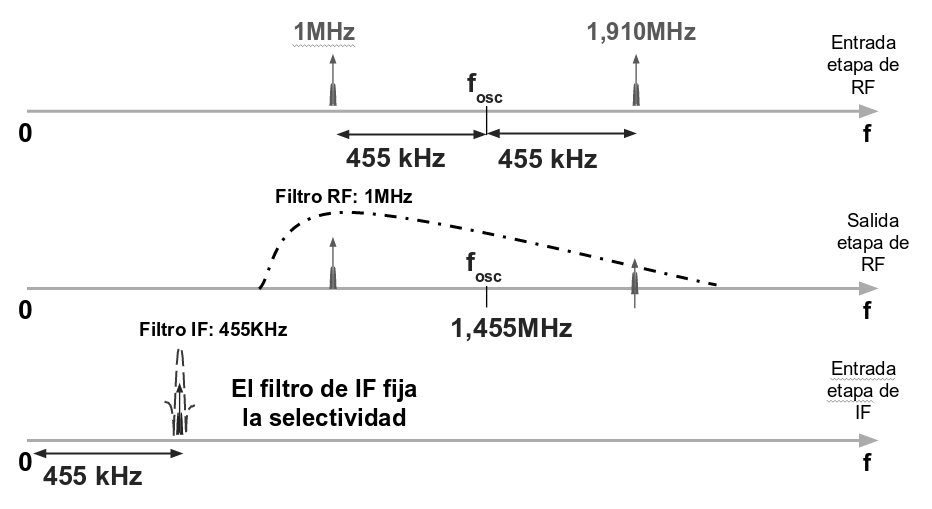 1MHz
1,910MHz
Entrada
etapa de
RF
f
osc
0
f
455 kHz
455 kHz
Filtro RF: 1MHz
Salida
etapa de
RF
f
osc
0
f
1,455MHz
Filtro IF: 455KHz
El filtro de IF fija
la selectividad
Entrada
etapa de
IF
0
f
455 kHz